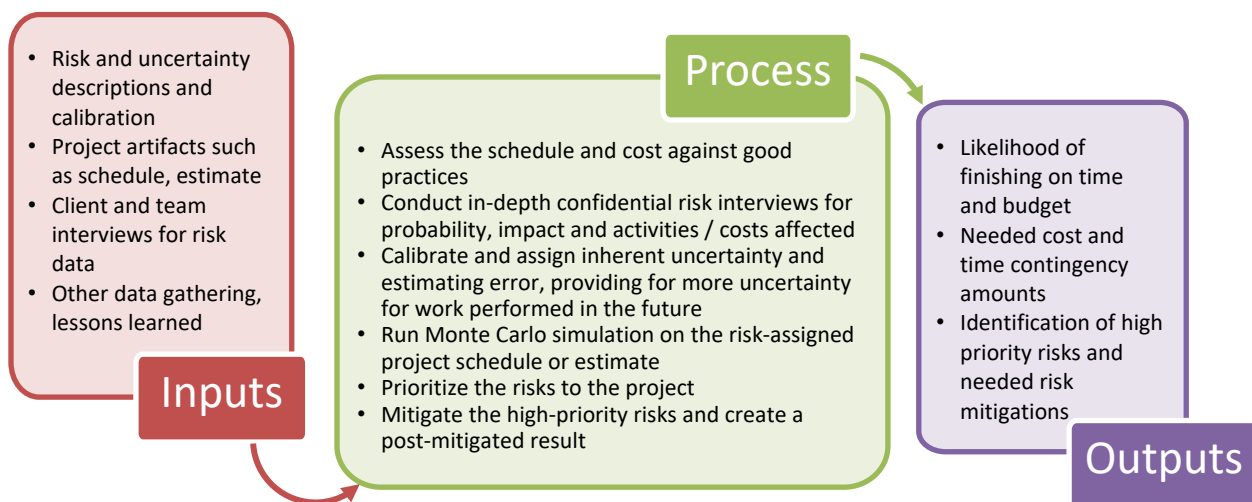 • Risk and uncertainty
descriptions and
calibration
• Project artifacts such
as schedule, estimate
• Client and team
interviews for risk
data
• Other data gathering,
lessons learned
Inputs
Process
• Assess the schedule and cost against good
practices
• Conduct in-depth confidential risk interviews for
probability, impact and activities / costs affected
• Calibrate and assign inherent uncertainty and
estimating error, providing for more uncertainty
for work performed in the future
• Run Monte Carlo simulation on the risk-assigned
project schedule or estimate
• Prioritize the risks to the project
• Mitigate the high-priority risks and create a
post-mitigated result
• Likelihood of
finishing on time
and budget
• Needed cost and
time contingency
amounts
• Identification of high
priority risks and
needed risk
mitigations
Outputs